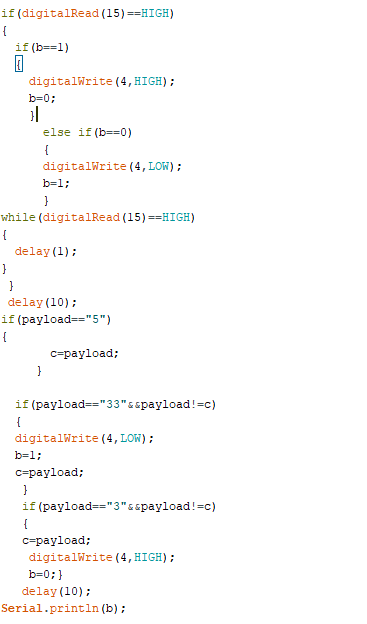 if(digitalRead(15)==HIGH)
{
if(b==1)
{
digitalWrite(4,HIGH);
b=0;
}
else if(b==0)
{
digitalWrite(4,LOW);
b=1;
}
while(digitalRead(15)==HIGH)
{
delay(1);
}
}
delay(10);
if(payload=="5")
{
c=payload;
}
if(payload=="33"&&payload!=c)
{
digitalWrite(4,LOW);
b=1;
c=payload;
}
if(payload=="3"&&payload!=c)
{
c=payload;
digitalWrite(4,HIGH);
b=0;}
delay(10);
Serial.println(b);